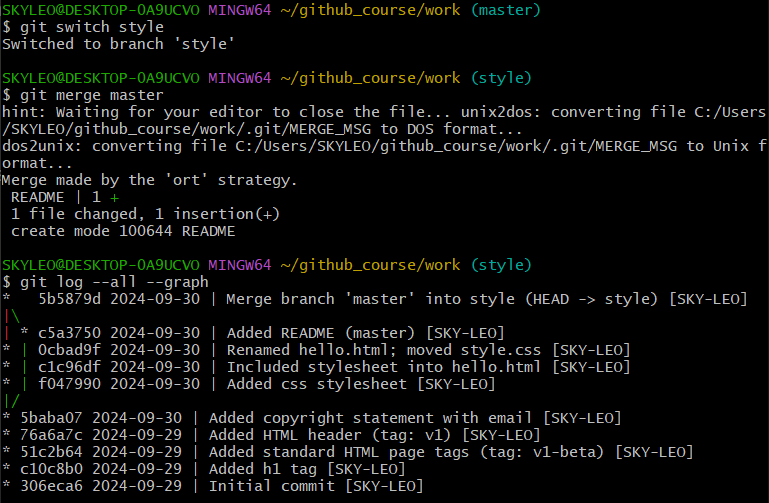 SKYLEO@DESKTOP-0A9UCVO MINGW64 ~/github_course/work (master)
$ git switch style
Switched to branch 'style'

SKYLEO@DESKTOP-0A9UCVO MINGW64 ~/github_course/work (style)
$ git merge master
hint: Waiting for your editor to close the file... unix2dos: converting file C:/Users
/SKYLEO/github_course/work/.git/MERGE_MSG to DOS format...
dos2unix: converting file C:/Users/SKYLEO/github_course/work/.git/MERGE_MSG to Unix f
ormat...
Merge made by the 'ort' strategy.
 README | 1 +
 1 file changed, 1 insertion(+)
 create mode 100644 README

SKYLEO@DESKTOP-0A9UCVO MINGW64 ~/github_course/work (style)
$ git log --all --graph
*   5b5879d 2024-09-30 | Merge branch 'master' into style (HEAD -> style) [SKY-LEO]
|\
| * c5a3750 2024-09-30 | Added README (master) [SKY-LEO]
* | 0cbad9f 2024-09-30 | Renamed hello.html; moved style.css [SKY-LEO]
* | c1c96df 2024-09-30 | Included stylesheet into hello.html [SKY-LEO]
* | f047990 2024-09-30 | Added css stylesheet [SKY-LEO]
|/
* 5baba07 2024-09-30 | Added copyright statement with email [SKY-LEO]
* 76a6a7c 2024-09-29 | Added HTML header (tag: v1) [SKY-LEO]
* 51c2b64 2024-09-29 | Added standard HTML page tags (tag: v1-beta) [SKY-LEO]
* c10c8b0 2024-09-29 | Added h1 tag [SKY-LEO]
* 306eca6 2024-09-29 | Initial commit [SKY-LEO]